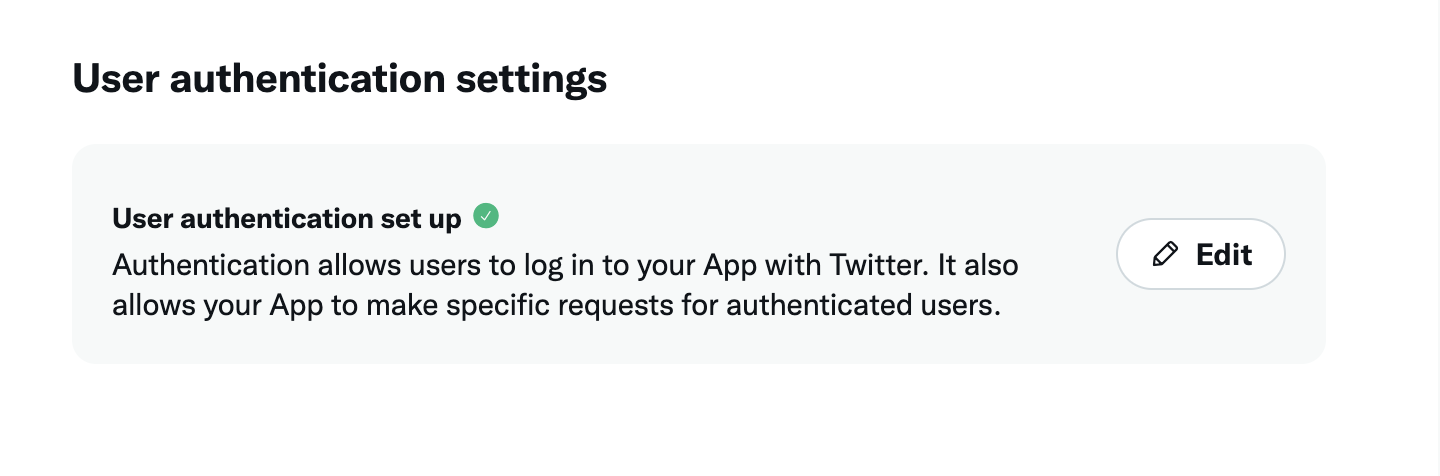 User authentication settings
User authentication set up
Authentication allows users to log in to your App with Twitter. It also
allows your App to make specific requests for authenticated users.
Edit